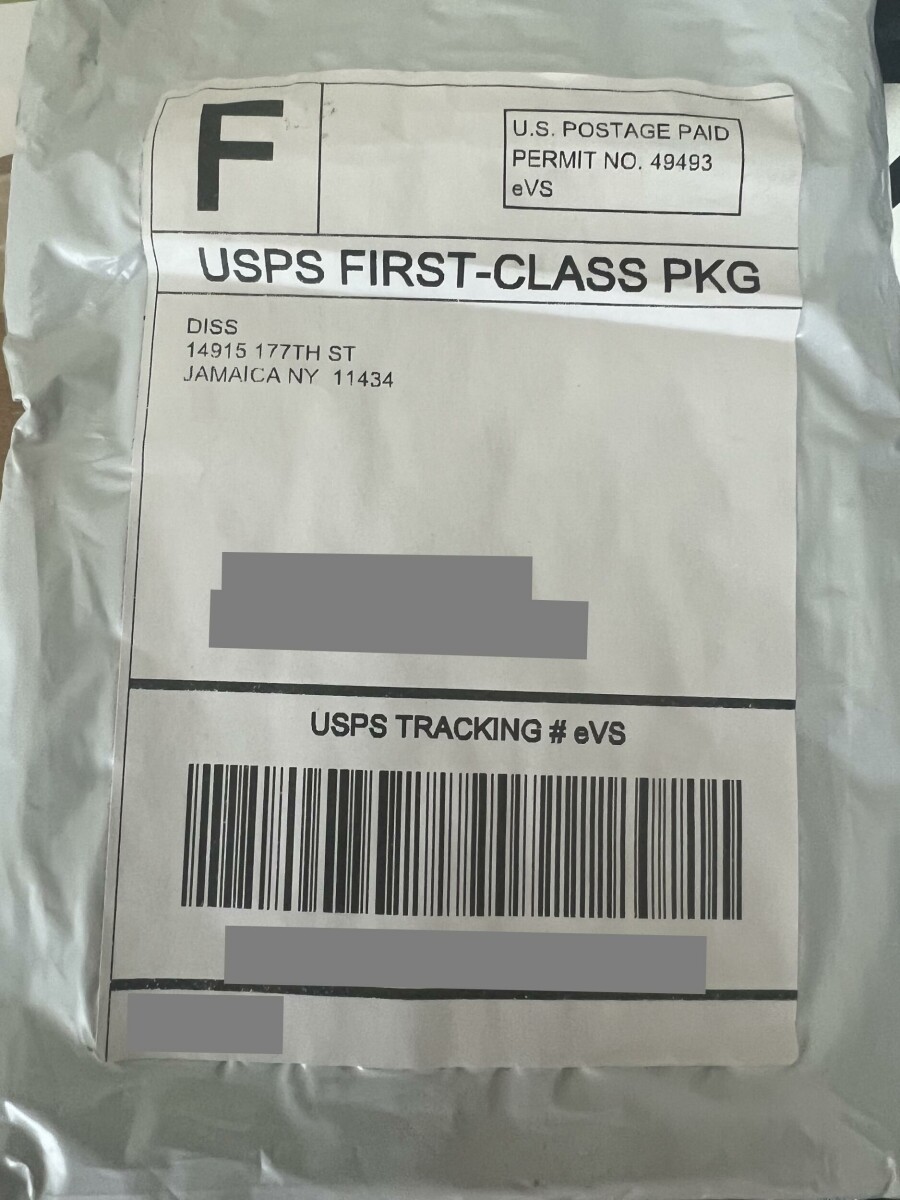 F
U.S. POSTAGE PAID
PERMIT NO. 49493
eVS
USPS FIRST-CLASS PKG
DISS
14915 177TH ST
JAMAICA NY 11434
USPS TRACKING # eVS